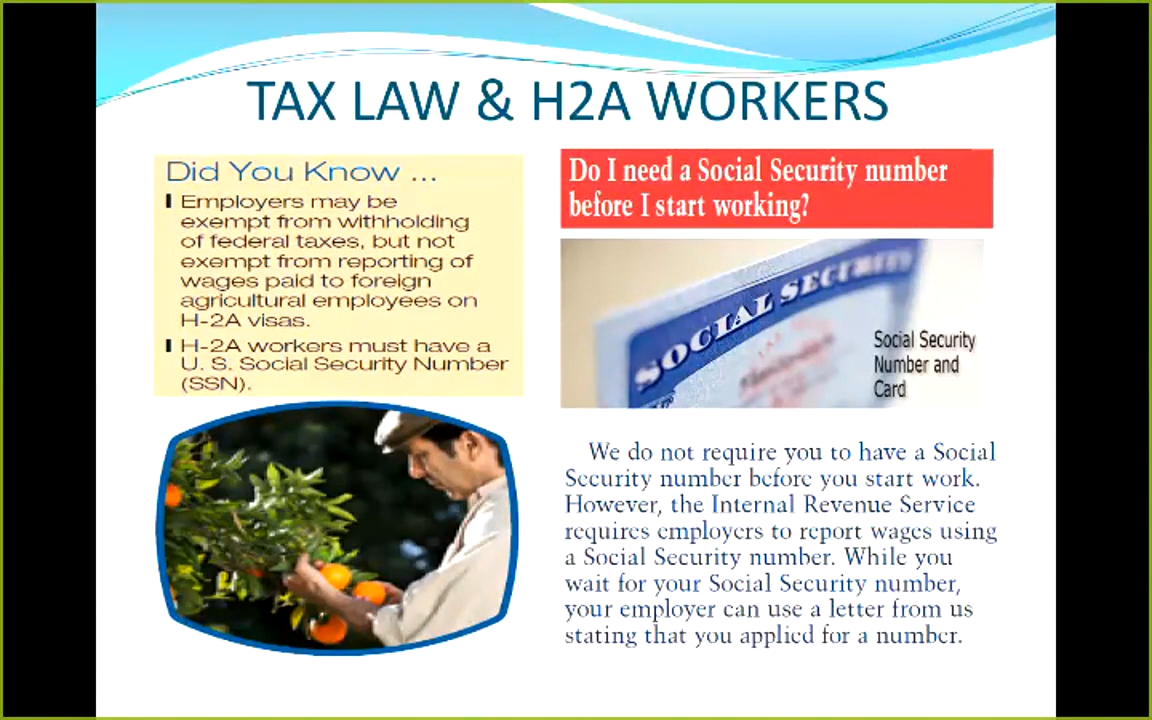 TAX LAW & H2A WORKERS
Did You Know ...
Employers may be
exempt from withholding
of federal taxes, but not
exempt from reporting of
wages paid to foreign
agricultural employees on
H-2A visas.
H-2A workers must have a
U. S. Social Security Number
(SSN).
Do I need a Social Security number
before I start working?
SOCIAL SECURITY
Social Security
Number and
Card
We do not require you to have a Social
Security number before you start work.
However, the Internal Revenue Service
requires employers to report wages using
a Social Security number. While you
wait for your Social Security number,
your employer can use a letter from us
stating that you applied for a number.